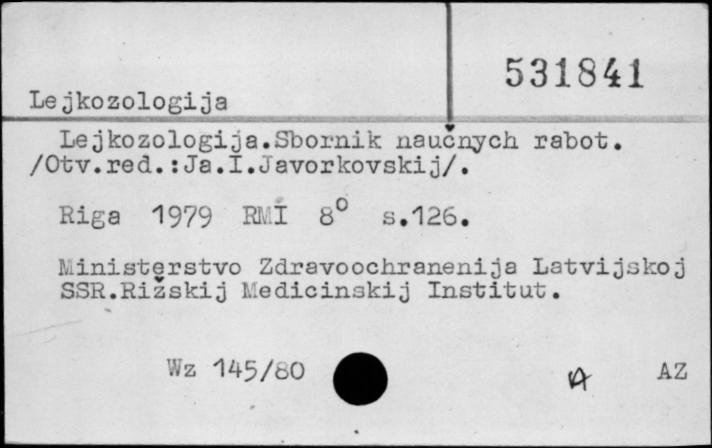 531841
Lejkozologija
Lejkozologija.Sbornik naučnych rabot.
/Otv.red.:Ja.I.Javorkovskij/.
Riga 1979 RMI 8° s.126.
Ministerstvo Zdravoochranenija Latvijskoj
SSR.Rižskij Medicinskij Institut.
Wz 145/80
AZ